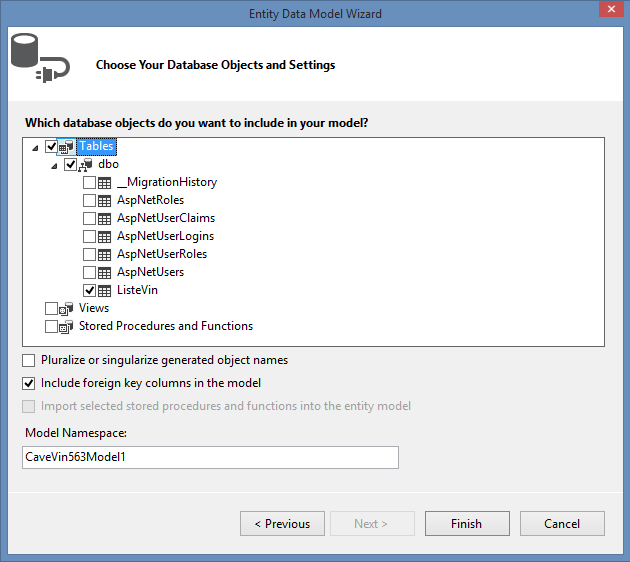 Entity Data Model Wizard
Choose Your Database Objects and Settings
Which database objects do you want to include in your model?
Tables
dbo
__MigrationHistory
AspNetRoles
AspNetUserClaims
AspNetUserLogins
AspNetUserRoles
AspNetUsers
ListeVin
Views
Stored Procedures and Functions
Pluralize or singularize generated object names
Include foreign key columns in the model
Import selected stored procedures and functions into the entity model
Model Namespace:
CaveVin563Model1
< Previous Next > Finish Cancel